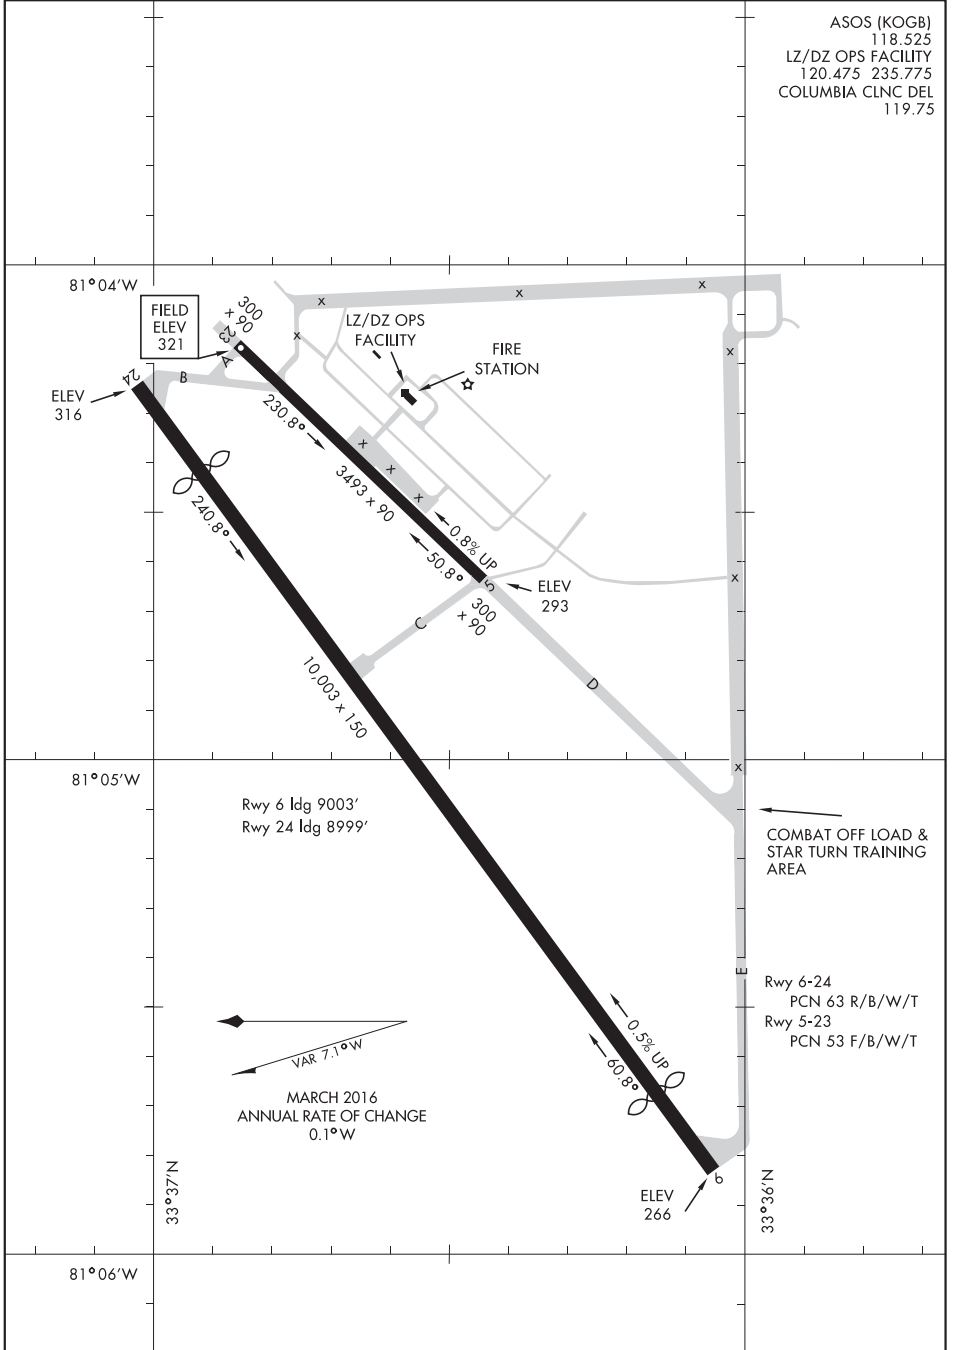 ASOS (KOGB)
118.525
LZ/DZ OPS FACILITY
120.475 235.775
COLUMBIA CLNC DEL
119.75
81°04'W
FIELD
ELEV
321
300
x 90
23
A
LZ/DZ OPS
FACILITY
FIRE
STATION
x
x
x
x
x
24
B
ELEV
316
230.8°
x
x
x
3493 x 90
240.8°
0.8% UP
50.8°
5
ELEV
293
x
300
x 90
C
D
10,003 x 150
x
81°05'W
Rwy 6 ldg 9003'
Rwy 24 ldg 8999'
COMBAT OFF LOAD &
STAR TURN TRAINING
AREA
E
Rwy 6-24
PCN 63 R/B/W/T
Rwy 5-23
PCN 53 F/B/W/T
0.5% UP
60.8°
VAR 7.1°W
MARCH 2016
ANNUAL RATE OF CHANGE
0.1°W
6
ELEV
266
33°37'N
33°36'N
81°06'W